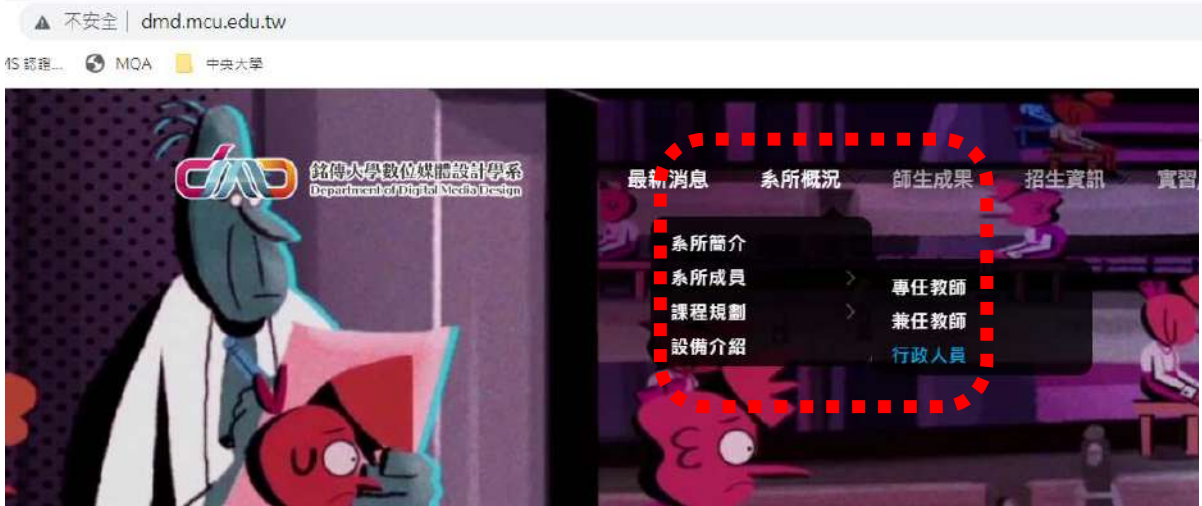 不安全 | dmd.mcu.edu.tw
MQA 中央大學
銘傳大學數位媒體設計學系
Department of Digital Media Design
最新消息 系所概況 師生成果 招生資訊 實習
系所簡介
系所成員
課程規劃
設備介紹
專任教師
兼任教師
行政人員